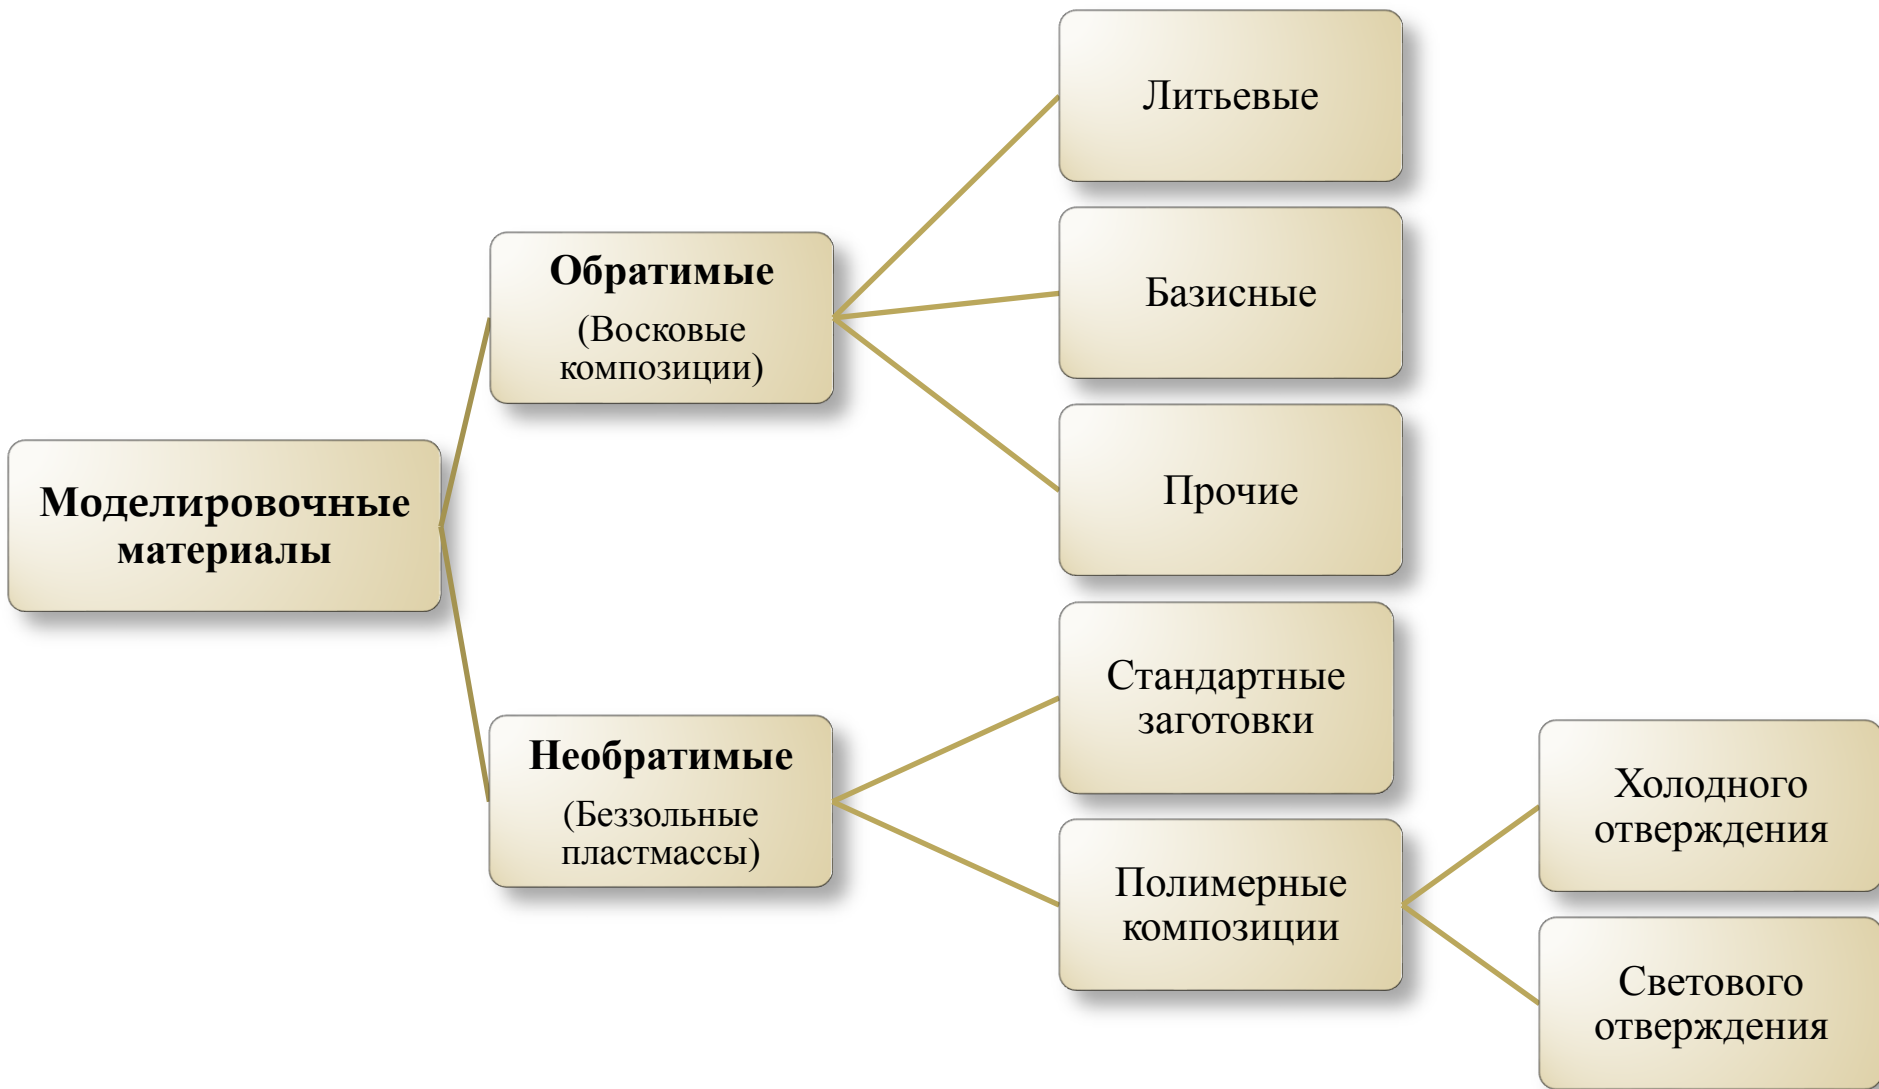 Моделировочные
материалы
Обратимые
(Восковые
композиции)
Литьевые
Базисные
Прочие
Необратимые
(Беззольные
пластмассы)
Стандартные
заготовки
Полимерные
композиции
Холодного
отверждения
Светового
отверждения